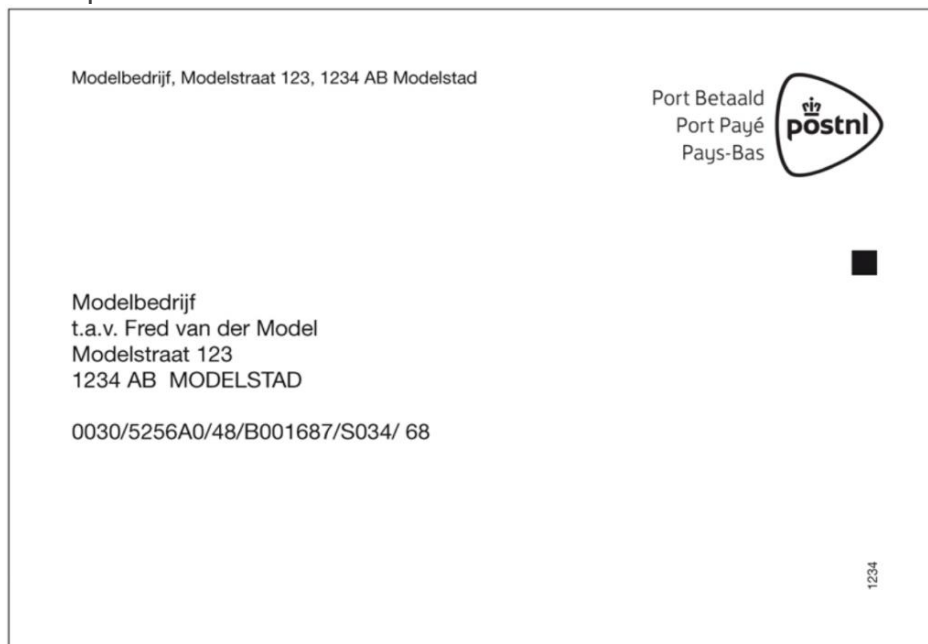 Modelbedrijf, Modelstraat 123, 1234 AB Modelstad
Port Betaald
Port Payé
Pays-Bas
postnl
Modelbedrijf
t.a.v. Fred van der Model
Modelstraat 123
1234 AB  MODELSTAD
0030/5256A0/48/B001687/S034/ 68
1234